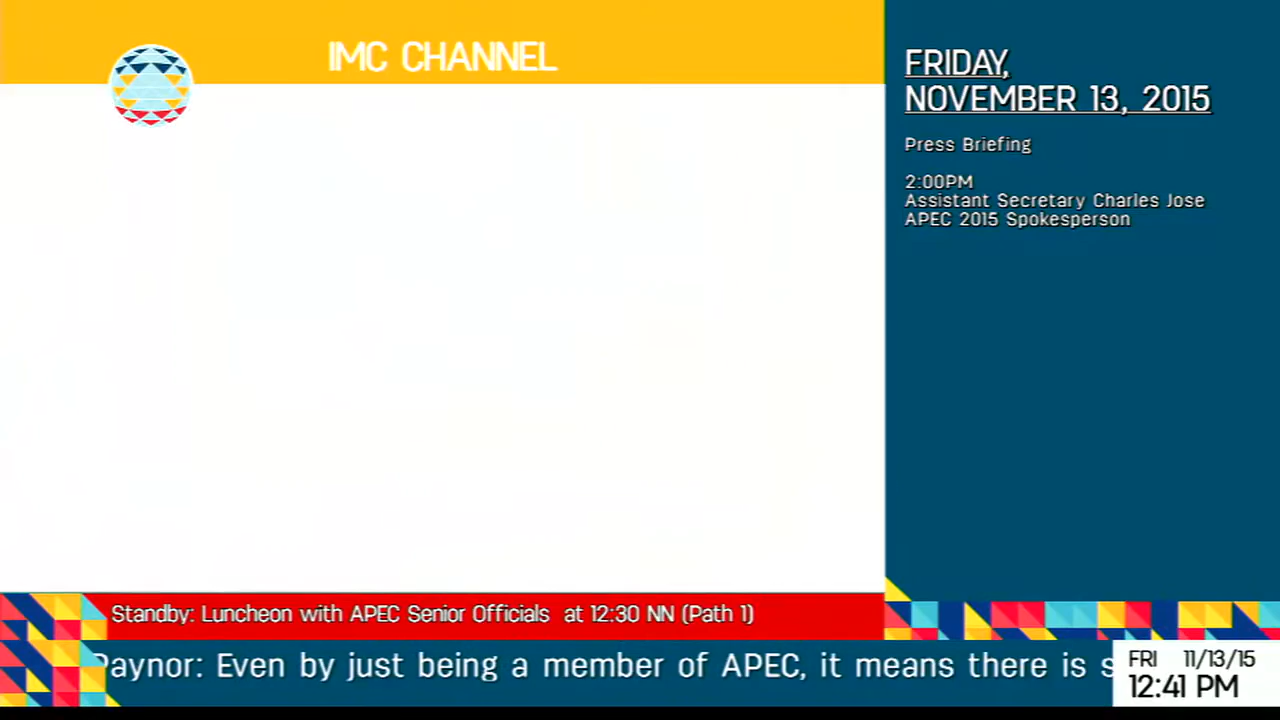 IMC CHANNEL
FRIDAY,
NOVEMBER 13, 2015
Press Briefing
2:00PM
Assistant Secretary Charles Jose
APEC 2015 Spokesperson
Standby: Luncheon with APEC Senior Officials at 12:30 NN (Path 1)
Raynor: Even by just being a member of APEC, it means there is s
FRI 11/13/15
12:41 PM